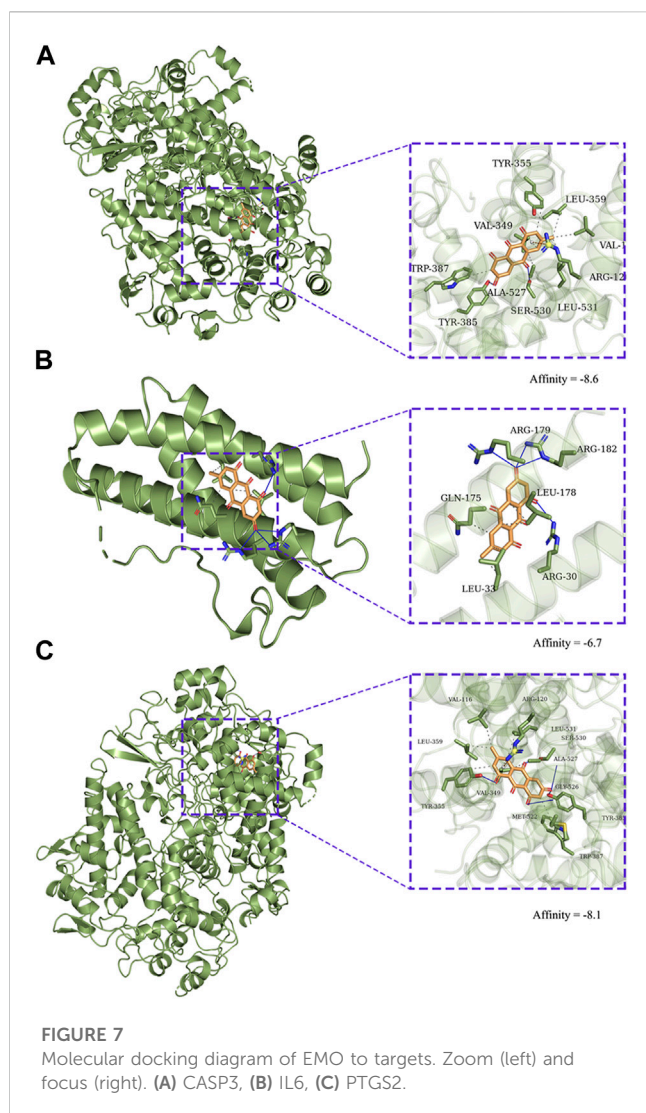 A
TYR-355
LEU-359
VAL-349
VAL-1
TRP-387
ARG-12
ALA-527
LEU-531
SER-530
TYR-385
Affinity = -8.6
B
ARG-179
ARG-182
GLN-175
LEU-178
ARG-30
LEU-33
Affinity = -6.7
C
VAL-116
ARG-120
LEU-531
SER-530
LEU-359
ALA-527
GLY-526
TYR-355
VAL-349
MET-522
TYR-385
TRP-387
Affinity = -8.1
FIGURE 7
Molecular docking diagram of EMO to targets. Zoom (left) and
focus (right). (A) CASP3, (B) IL6, (C) PTGS2.